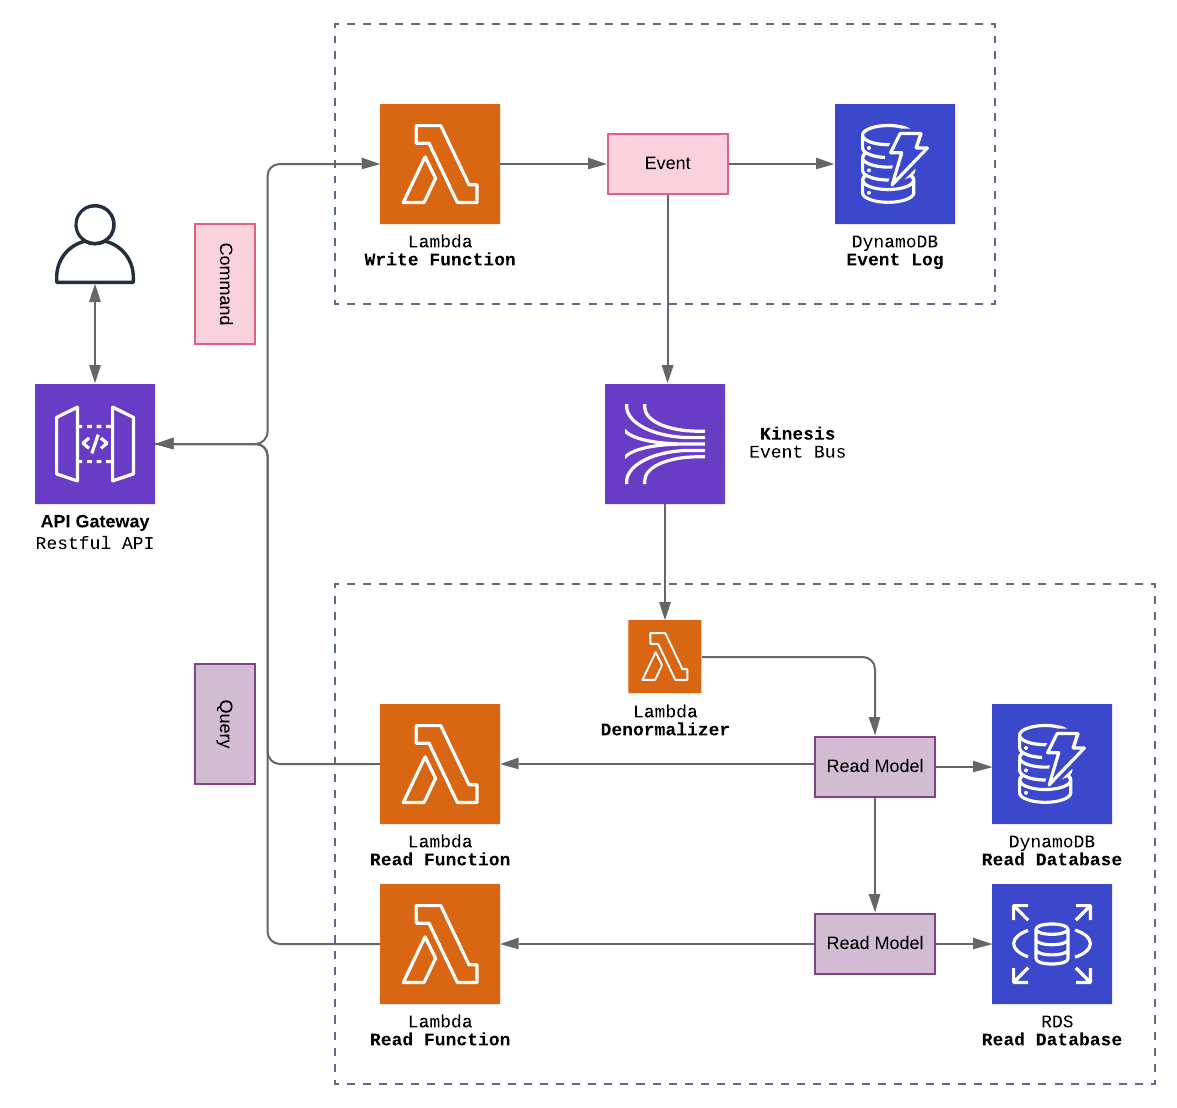 Event
Lambda
Write Function
DynamoDB
Event Log
Command
Kinesis
Event Bus
API Gateway
Restful API
Lambda
Denormalizer
Query
Read Model
Lambda
Read Function
DynamoDB
Read Database
Read Model
Lambda
Read Function
RDS
Read Database